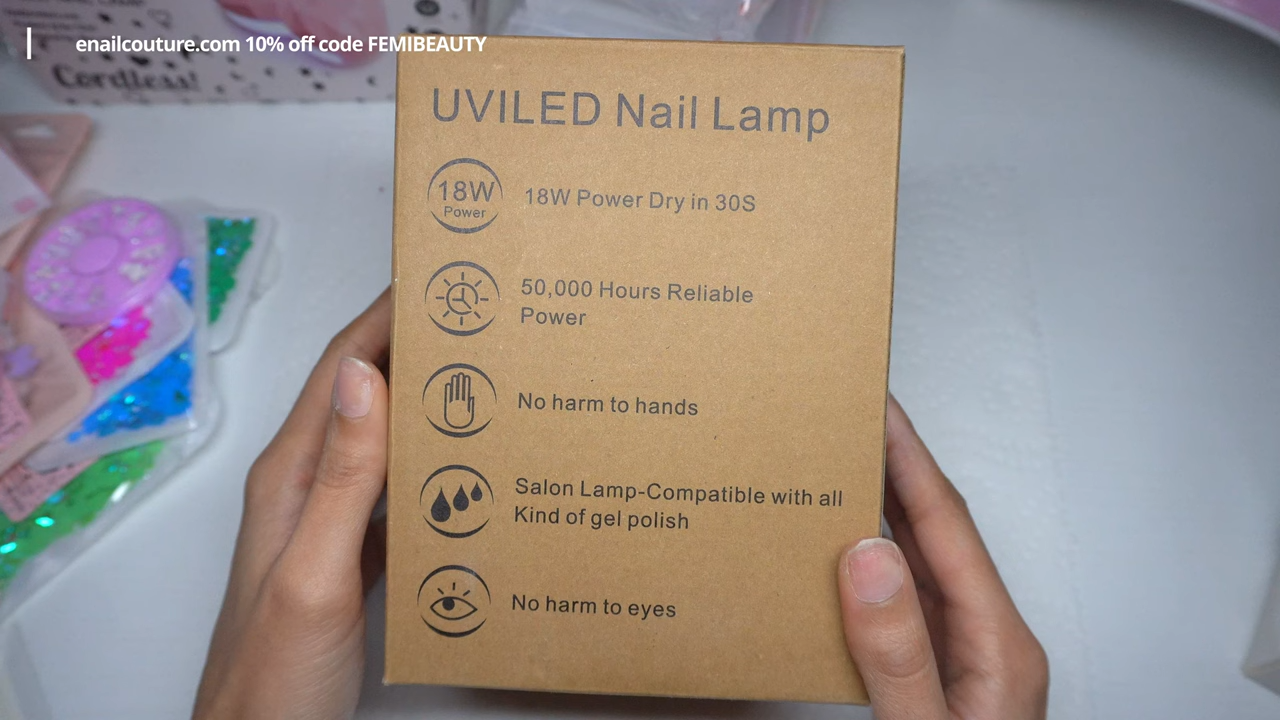 enailcouture.com 10% off code FEMIBEAUTY
Cordless!
UVILED Nail Lamp
18W
Power
18W Power Dry in 30S
50,000 Hours Reliable
Power
No harm to hands
Salon Lamp-Compatible with all
Kind of gel polish
No harm to eyes